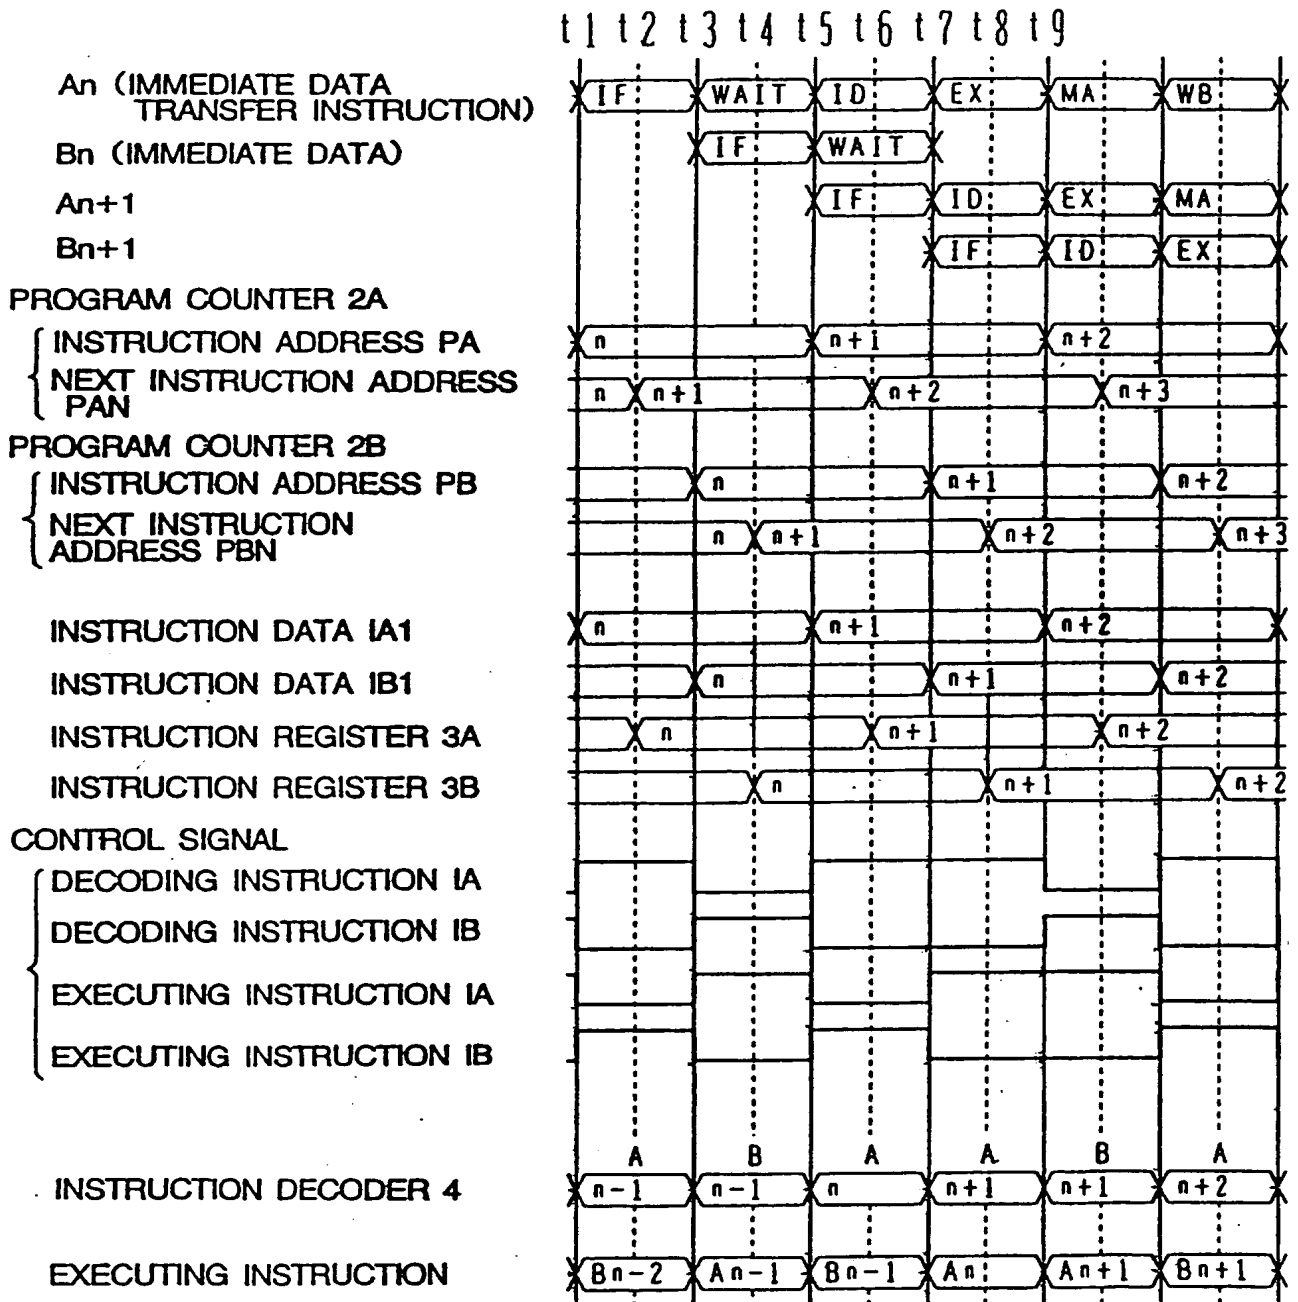 t1 t2 t3 t4 t5 t6 t7 t8 t9
An (IMMEDIATE DATA
TRANSFER INSTRUCTION) IF WAIT ID EX MA WB
Bn (IMMEDIATE DATA) IF WAIT
An+1 IF ID EX MA
Bn+1 IF ID EX
PROGRAM COUNTER 2A
INSTRUCTION ADDRESS PA n n+1 n+2
NEXT INSTRUCTION ADDRESS
PAN n n+1 n+2 n+3
PROGRAM COUNTER 2B
INSTRUCTION ADDRESS PB n n+1 n+2
NEXT INSTRUCTION
ADDRESS PBN n n+1 n+2 n+3
INSTRUCTION DATA IA1 n n+1 n+2
INSTRUCTION DATA IB1 n n+1 n+2
INSTRUCTION REGISTER 3A n n+1 n+2
INSTRUCTION REGISTER 3B n n+1 n+2
CONTROL SIGNAL
DECODING INSTRUCTION IA
DECODING INSTRUCTION IB
EXECUTING INSTRUCTION IA
EXECUTING INSTRUCTION IB
A B A A B A
INSTRUCTION DECODER 4 n-1 n-1 n n+1 n+1 n+2
EXECUTING INSTRUCTION Bn-2 An-1 Bn-1 An An+1 Bn+1